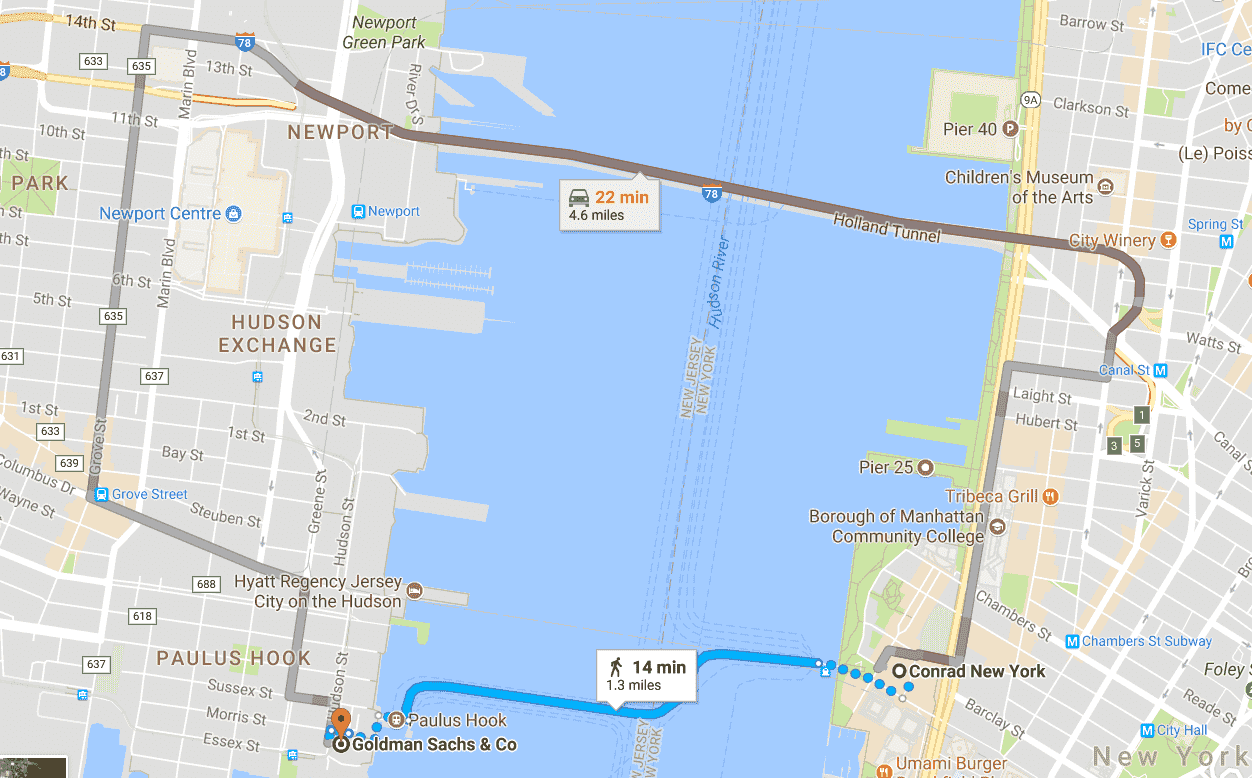 14th St
Newport
Green Park
Barrow St
IFC Ce
78
633
635
13th St
Marin Blvd
River Dr S
9A
Come
Clarkson St
11th St
10th St
NEWPORT
Pier 40
P
by C
(Le) Poiss
th St
PARK
22 min
4.6 miles
78
Children's Museum
of the Arts
Newport Centre
Newport
Holland Tunnel
City Winery
Spring St
M
Hudson River
Marin Blvd
6th St
5th St
635
HUDSON
EXCHANGE
Watts St
631
637
NEW JERSEY
NEW YORK
Canal St
M
Laight St
Hubert St
1st St
2nd St
1st St
633
Grove St
Bay St
1
3
5
Canal S
639
Columbus Dr
Wayne St
Grove Street
Steuben St
Greene St
Hudson St
Pier 25
Tribeca Grill
Varick St
Borough of Manhattan
Community College
688
Hyatt Regency Jersey
City on the Hudson
618
Chambers St
M
Chambers St Subway
637
PAULUS HOOK
14 min
1.3 miles
Conrad New York
Foley
Sussex St
Hudson St
Reade St
Morris St
Paulus Hook
Barclay St
M
City Hall
Essex St
Goldman Sachs & Co
NEW YORK
New York
Umami Burger